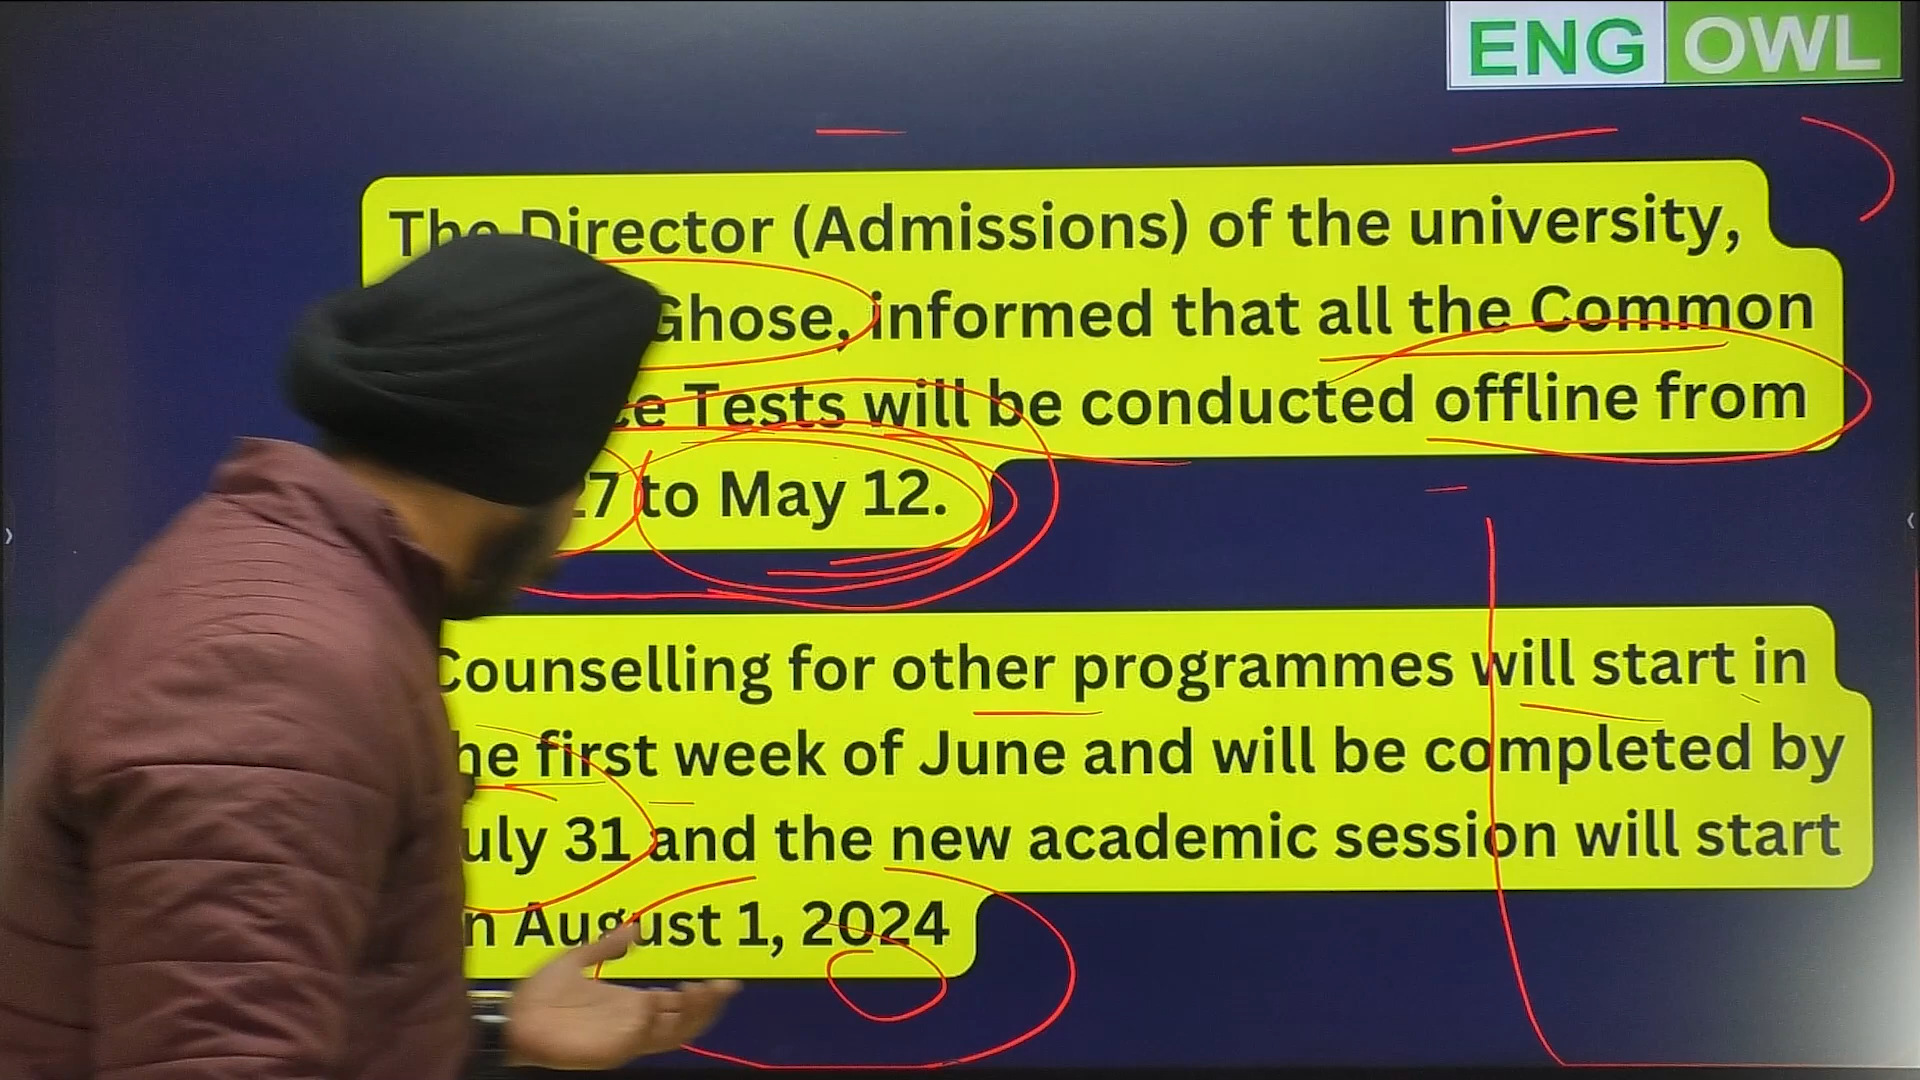 ENG OWL
The Director (Admissions) of the university,
Ghose, informed that all the Common
Tests will be conducted offline from
to May 12.
Counselling for other programmes will start in
first week of June and will be completed by
31 and the new academic session will start
August 1, 2024